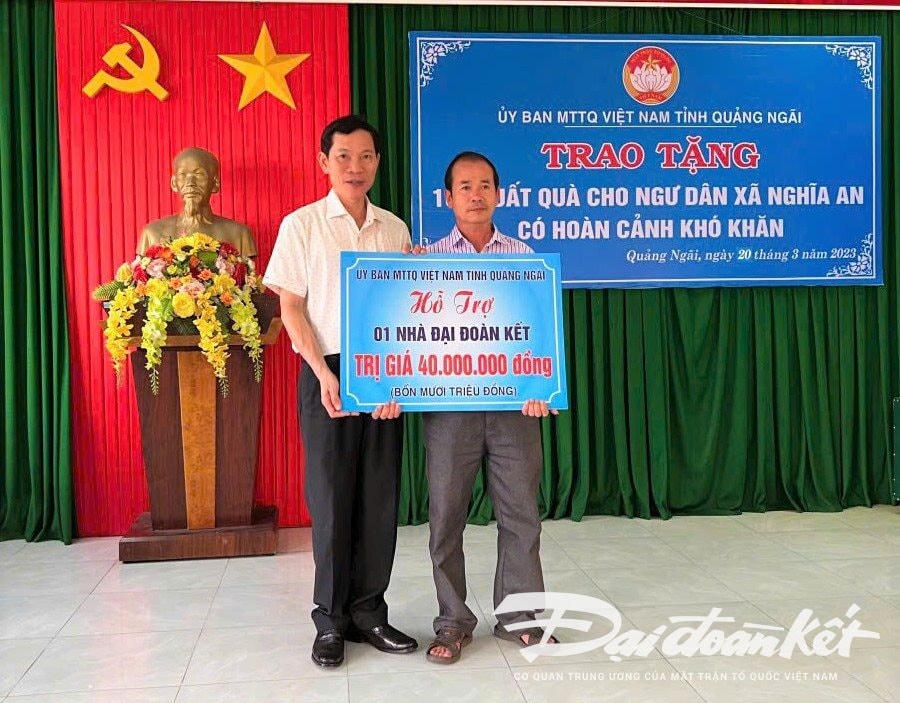 ỦY BAN MTTQ VIỆT NAM TỈNH QUẢNG NGÃI
TRAO TẶNG
SUẤT QUÀ CHO NGƯ DÂN XÃ NGHĨA AN
CÓ HOÀN CẢNH KHÓ KHĂN
Quảng Ngãi, ngày 20 tháng 3 năm 2023
ỦY BAN MTTQ VIỆT NAM TỈNH QUẢNG NGÃI
Hỗ Trợ
01 NHÀ ĐẠI ĐOÀN KẾT
TRỊ GIÁ 40.000.000 đồng
(BỐN MƯƠI TRIỆU ĐỒNG)
Đại đoàn kết
CƠ QUAN TRUNG ƯƠNG CỦA MẶT TRẬN TỔ QUỐC VIỆT NAM